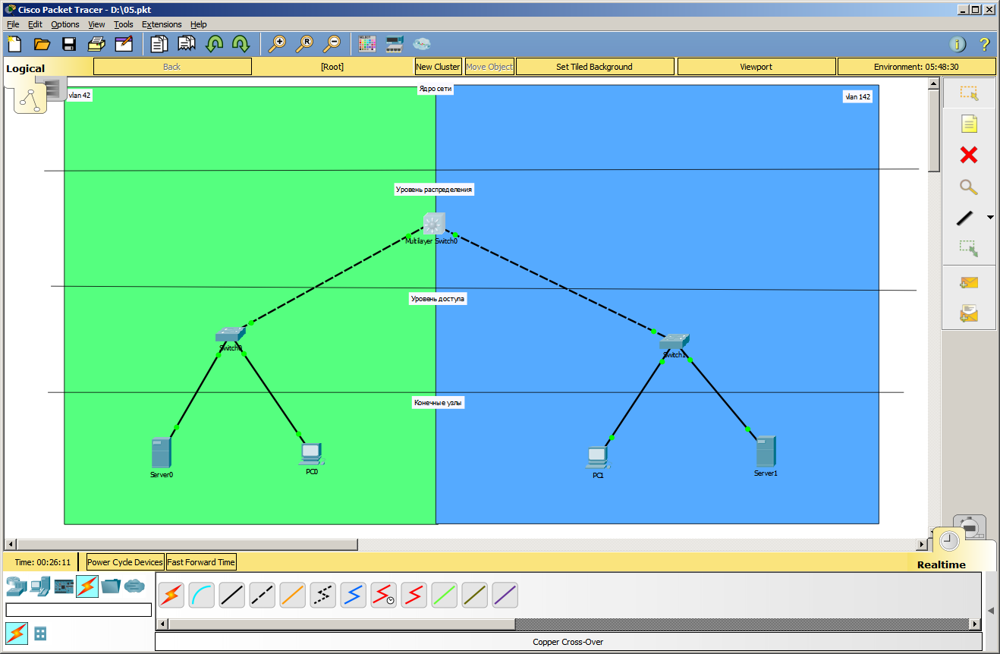 Cisco Packet Tracer - D:\05.pkt
File Edit Options View Tools Extensions Help
Logical
Back
[Root]
New Cluster
Move Object
Set Tiled Background
Viewport
Environment: 05:48:30
vlan 42
Ядро сети
vlan 142
Уровень распределения
Multilayer Switch0
Уровень доступа
Switch0
Switch1
Конечные узлы
Server0
PC0
PC1
Server1
Time: 00:26:11
Power Cycle Devices
Fast Forward Time
Realtime
Copper Cross-Over